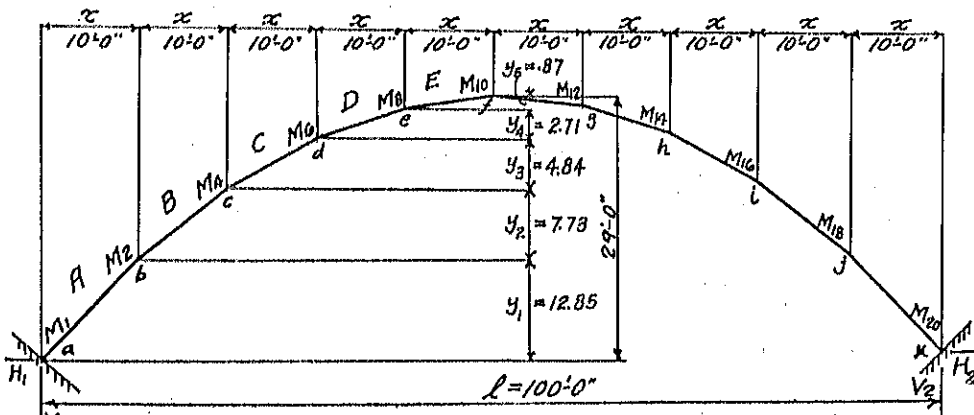 x x x x x x x x x x
10'-0" 10'-0" 10'-0" 10'-0" 10'-0" 10'-0" 10'-0" 10'-0" 10'-0" 10'-0"
y5 = .87
E M10 M12
D M8 e f g
y4 = 2.71 M14
C M6 d h
y3 = 4.84 M16
B M4 c i
y2 = 7.73 29'-0" M18
A M2 b j
y1 = 12.85
M1 a M20 k
H1 H2
l = 100'-0" V2